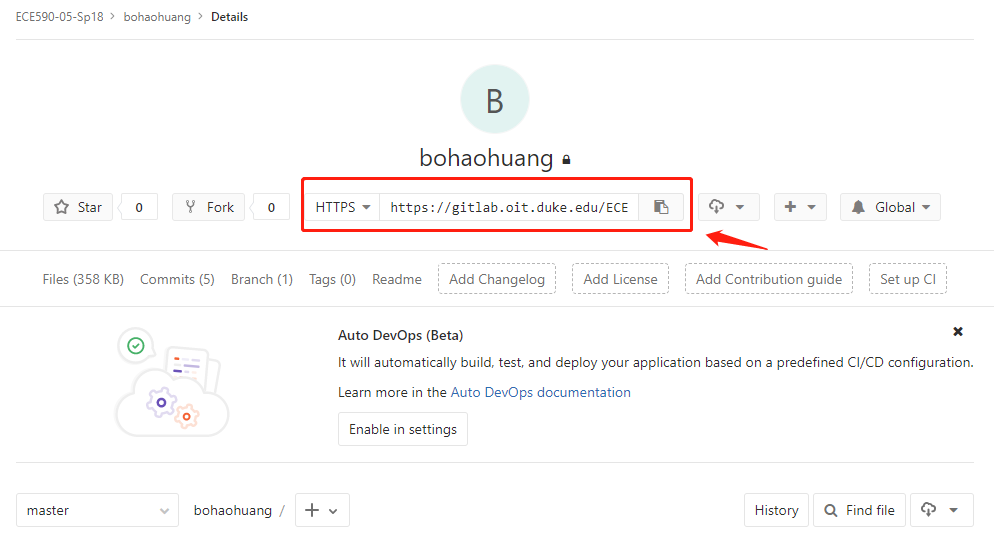 ECE590-05-Sp18 > bohaohuang > Details
B
bohaohuang
Star 0 Fork 0 HTTPS https://gitlab.oit.duke.edu/ECE Global
Files (358 KB) Commits (5) Branch (1) Tags (0) Readme Add Changelog Add License Add Contribution guide Set up CI
Auto DevOps (Beta)
It will automatically build, test, and deploy your application based on a predefined CI/CD configuration.
Learn more in the Auto DevOps documentation
Enable in settings
master bohaohuang / + History Find file